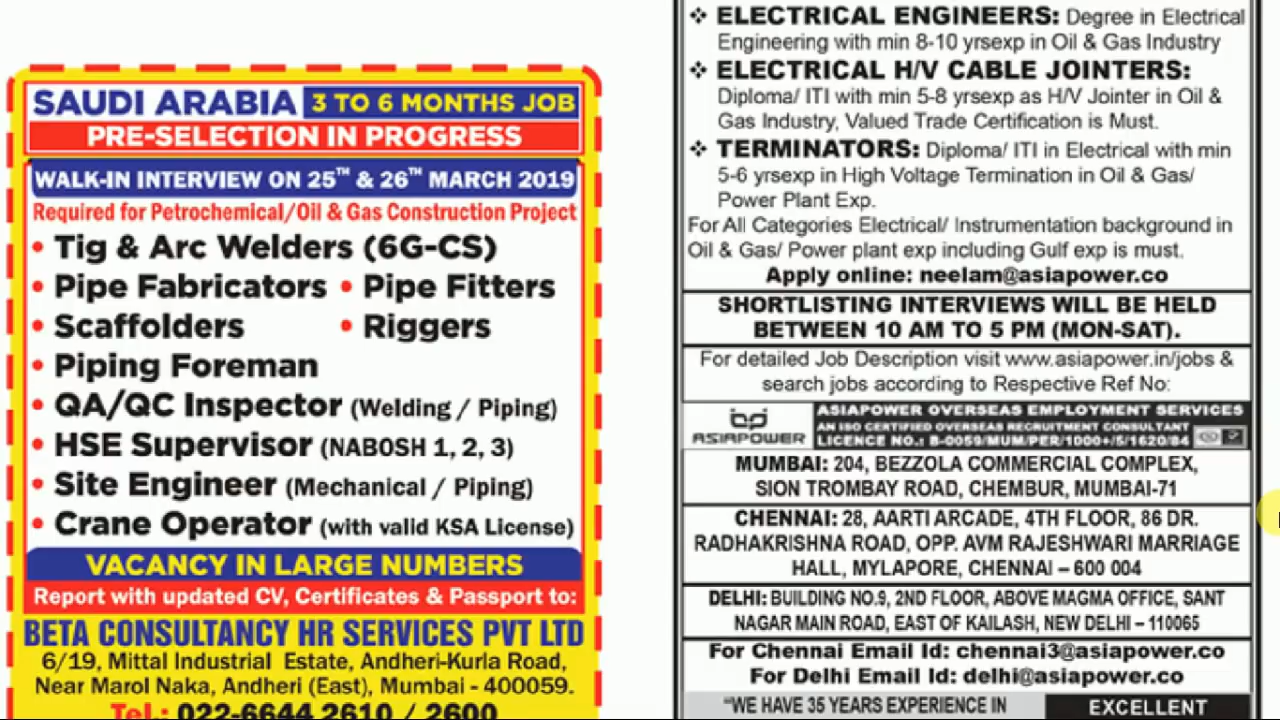 SAUDI ARABIA 3 TO 6 MONTHS JOB
PRE-SELECTION IN PROGRESS
WALK-IN INTERVIEW ON 25TH & 26TH MARCH 2019
Required for Petrochemical/Oil & Gas Construction Project
• Tig & Arc Welders (6G-CS)
• Pipe Fabricators • Pipe Fitters
• Scaffolders • Riggers
• Piping Foreman
• QA/QC Inspector (Welding / Piping)
• HSE Supervisor (NABOSH 1, 2, 3)
• Site Engineer (Mechanical / Piping)
• Crane Operator (with valid KSA License)
VACANCY IN LARGE NUMBERS
Report with updated CV, Certificates & Passport to:
BETA CONSULTANCY HR SERVICES PVT LTD
6/19, Mittal Industrial Estate, Andheri-Kurla Road,
Near Marol Naka, Andheri (East), Mumbai - 400059.
Tel.: 022-6644 2610 / 2600
❖ ELECTRICAL ENGINEERS: Degree in Electrical
Engineering with min 8-10 yrsexp in Oil & Gas Industry
❖ ELECTRICAL H/V CABLE JOINTERS:
Diploma/ ITI with min 5-8 yrsexp as H/V Jointer in Oil &
Gas Industry, Valued Trade Certification is Must.
❖ TERMINATORS: Diploma/ ITI in Electrical with min
5-6 yrsexp in High Voltage Termination in Oil & Gas/
Power Plant Exp.
For All Categories Electrical/ Instrumentation background in
Oil & Gas/ Power plant exp including Gulf exp is must.
Apply online: neelam@asiapower.co
SHORTLISTING INTERVIEWS WILL BE HELD
BETWEEN 10 AM TO 5 PM (MON-SAT).
For detailed Job Description visit www.asiapower.in/jobs &
search jobs according to Respective Ref No:
ASIAPOWER
ASIAPOWER OVERSEAS EMPLOYMENT SERVICES
AN ISO CERTIFIED OVERSEAS RECRUITMENT CONSULTANT
LICENCE NO.: B-0059/MUM/PER/1000+/5/1620/84
MUMBAI: 204, BEZZOLA COMMERCIAL COMPLEX,
SION TROMBAY ROAD, CHEMBUR, MUMBAI-71
CHENNAI: 28, AARTI ARCADE, 4TH FLOOR, 86 DR.
RADHAKRISHNA ROAD, OPP. AVM RAJESHWARI MARRIAGE
HALL, MYLAPORE, CHENNAI – 600 004
DELHI: BUILDING NO.9, 2ND FLOOR, ABOVE MAGMA OFFICE, SANT
NAGAR MAIN ROAD, EAST OF KAILASH, NEW DELHI – 110065
For Chennai Email Id: chennai3@asiapower.co
For Delhi Email Id: delhi@asiapower.co
"WE HAVE 35 YEARS EXPERIENCE IN
EXCELLENT